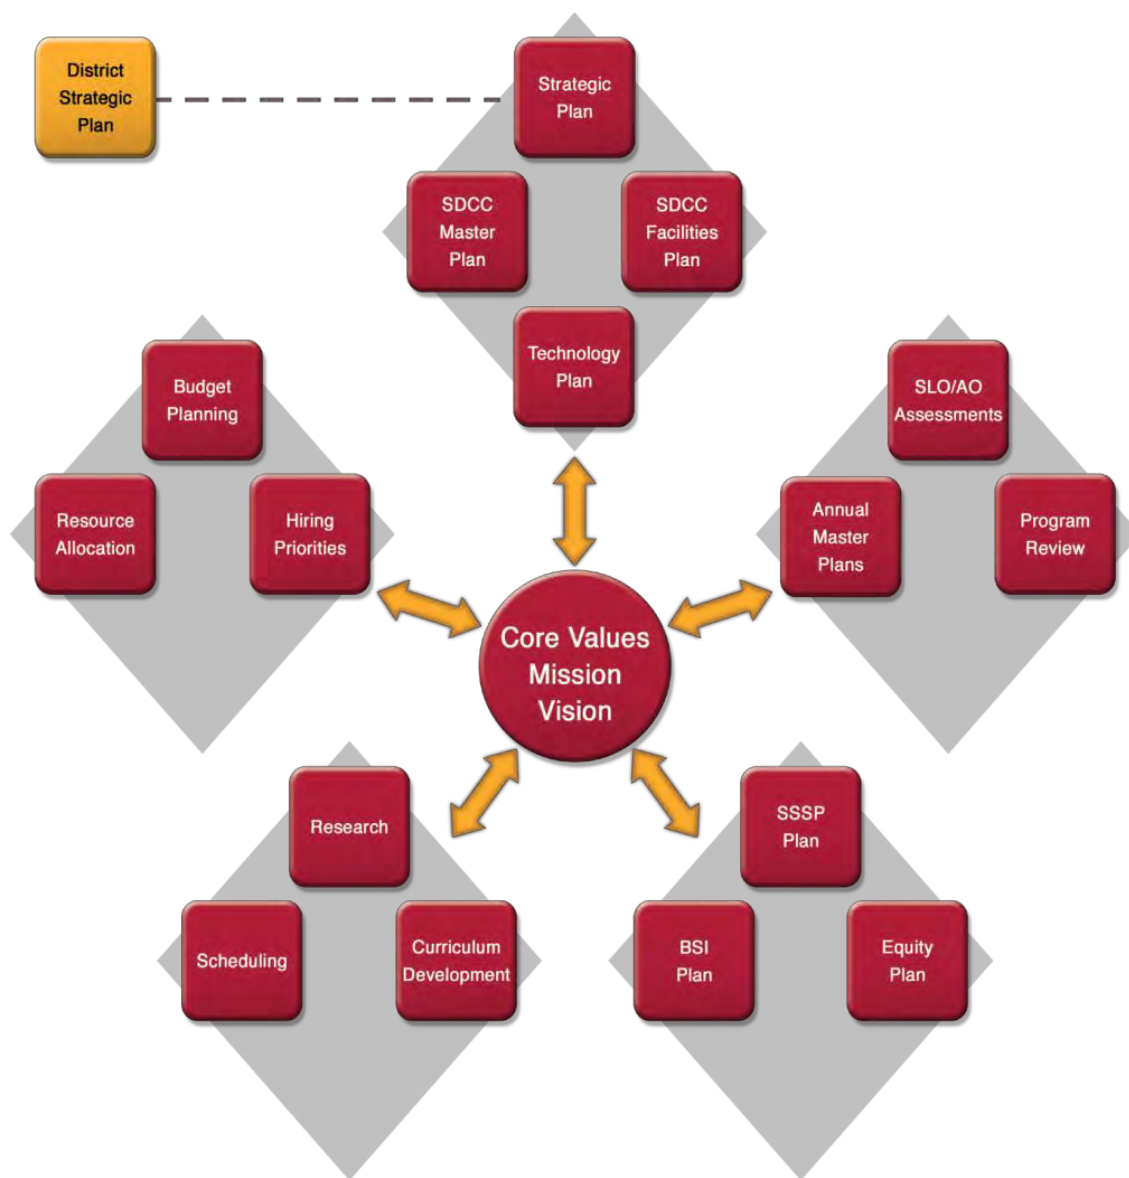 District
Strategic
Plan
Strategic
Plan
SDCC
Master
Plan
SDCC
Facilities
Plan
Technology
Plan
Budget
Planning
Resource
Allocation
Hiring
Priorities
SLO/AO
Assessments
Annual
Master
Plans
Program
Review
Core Values
Mission
Vision
Research
Scheduling
Curriculum
Development
SSSP
Plan
BSI
Plan
Equity
Plan